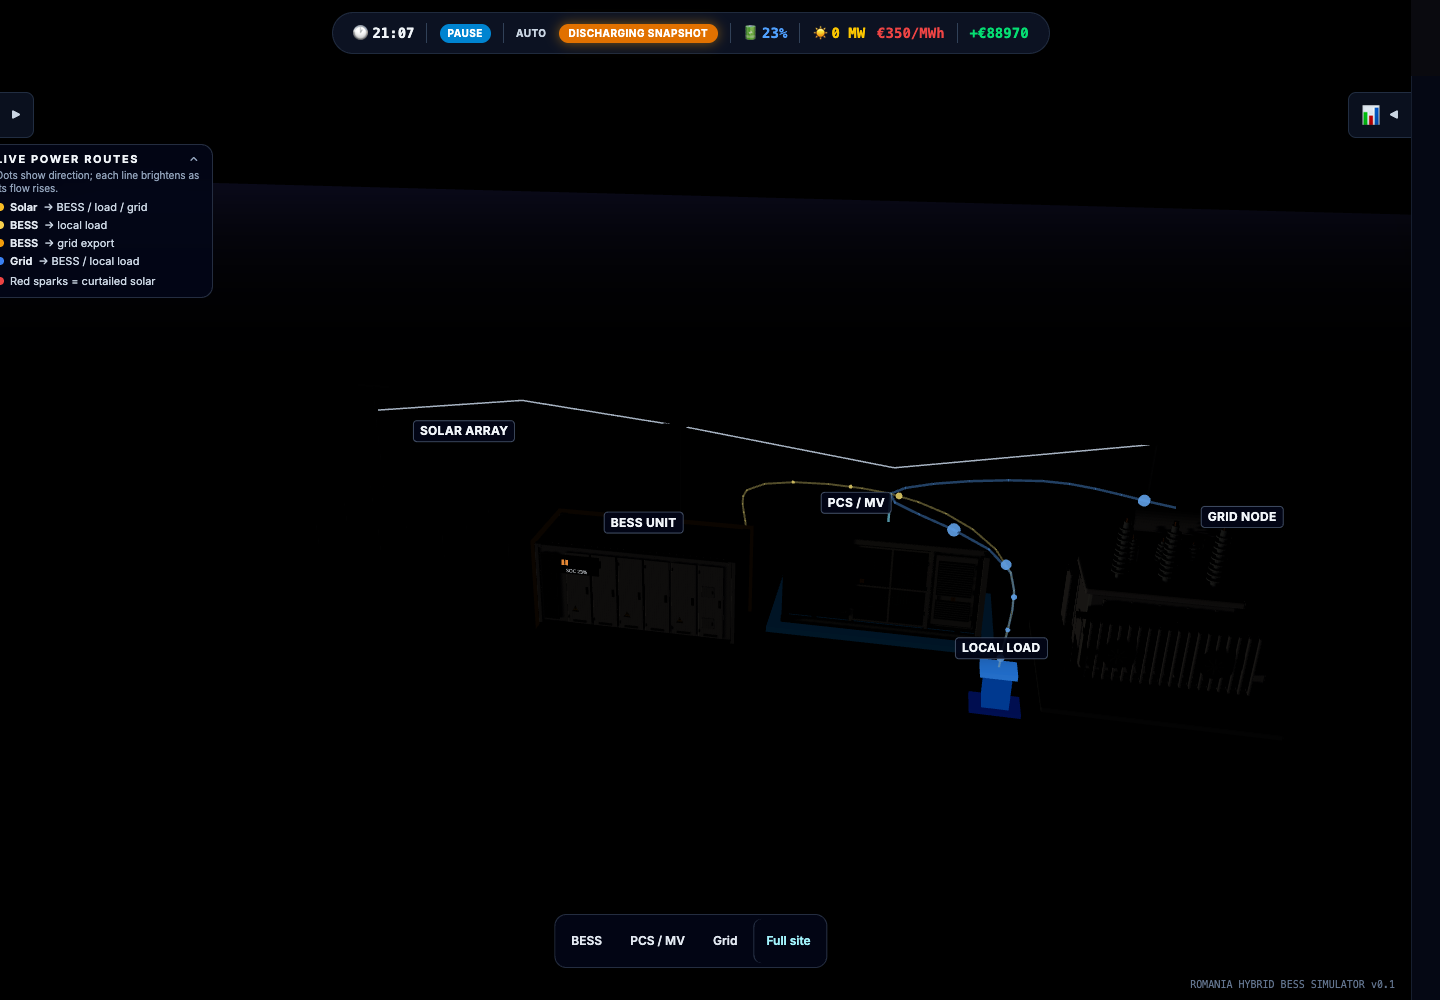 21:07
PAUSE
AUTO
DISCHARGING SNAPSHOT
23%
0 MW
€350/MWh
+€88970
LIVE POWER ROUTES
Dots show direction; each line brightens as
its flow rises.
Solar → BESS / load / grid
BESS → local load
BESS → grid export
Grid → BESS / local load
Red sparks = curtailed solar
SOLAR ARRAY
PCS / MV
GRID NODE
BESS UNIT
LOCAL LOAD
BESS
PCS / MV
Grid
Full site
ROMANIA HYBRID BESS SIMULATOR v0.1